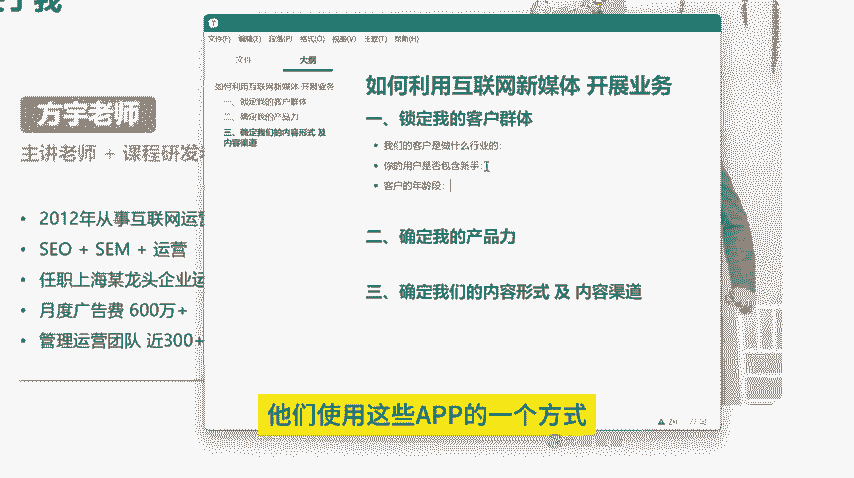 于我
方宇老师
主讲老师 + 课程研发
• 2012年从事互联网运营
• SEO + SEM + 运营
• 任职上海某龙头企业运
• 月度广告费 600万+
• 管理运营团队 近300+
T
文件(F) 编辑(E) 段落(P) 格式(O) 视图(V) 主题(T) 帮助(H)
文件 大纲
如何利用互联网新媒体 开展业务
一、锁定我的客户群体
二、确定我的产品力
三、确定我们的内容形式 及
内容渠道
如何利用互联网新媒体 开展业务
一、锁定我的客户群体
• 我们的客户是做什么行业的:
• 你的用户是否包含新手:
• 客户的年龄段:
二、确定我的产品力
三、确定我们的内容形式 及 内容渠道
他们使用这些APP的一个方式